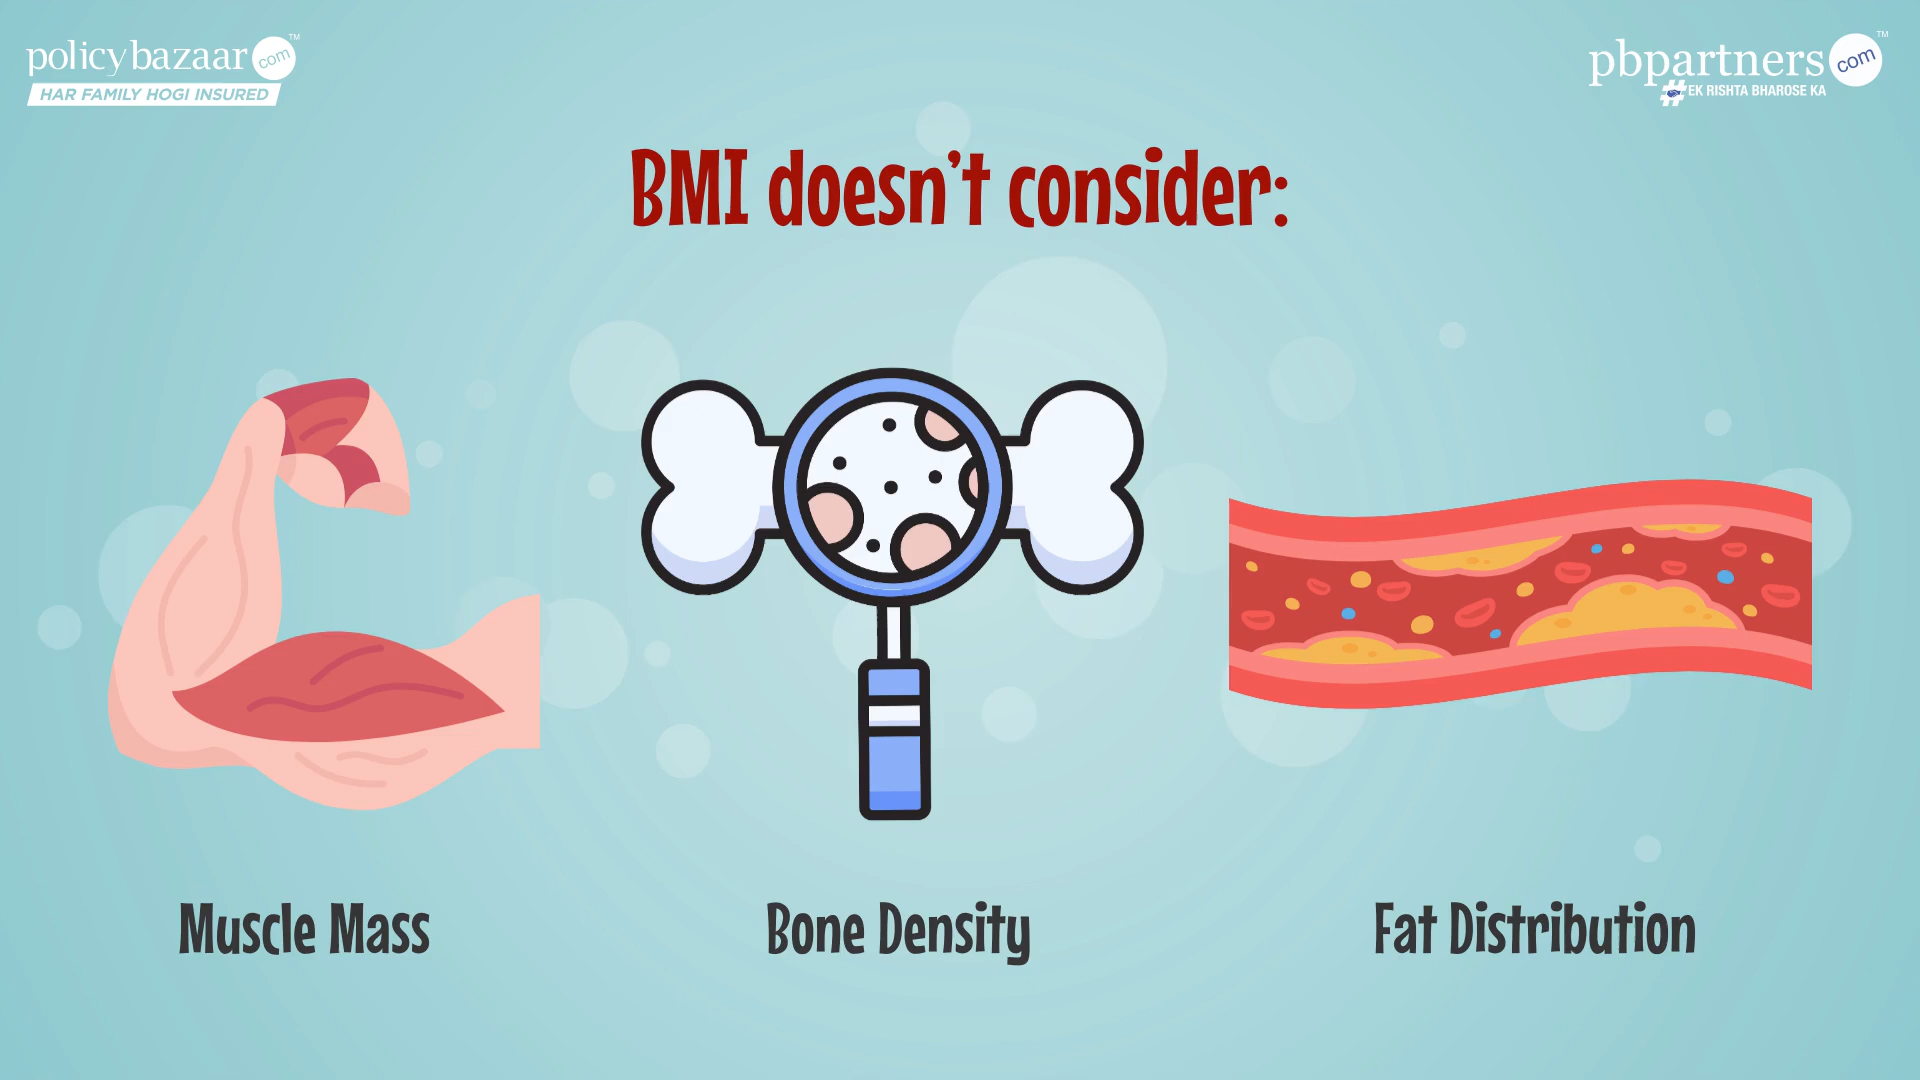 policybazaar com TM
HAR FAMILY HOGI INSURED
pbpartners com TM
#EK RISHTA BHAROSE KA
BMI doesn't consider:
Muscle Mass
Bone Density
Fat Distribution